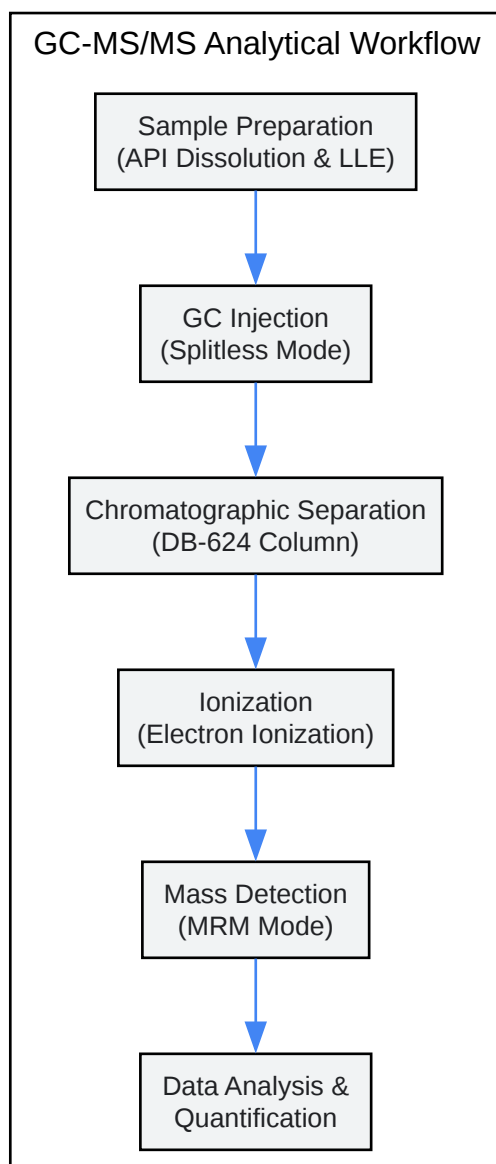 GC-MS/MS Analytical Workflow
Sample Preparation
(API Dissolution & LLE)
GC Injection
(Splitless Mode)
Chromatographic Separation
(DB-624 Column)
Ionization
(Electron Ionization)
Mass Detection
(MRM Mode)
Data Analysis &
Quantification